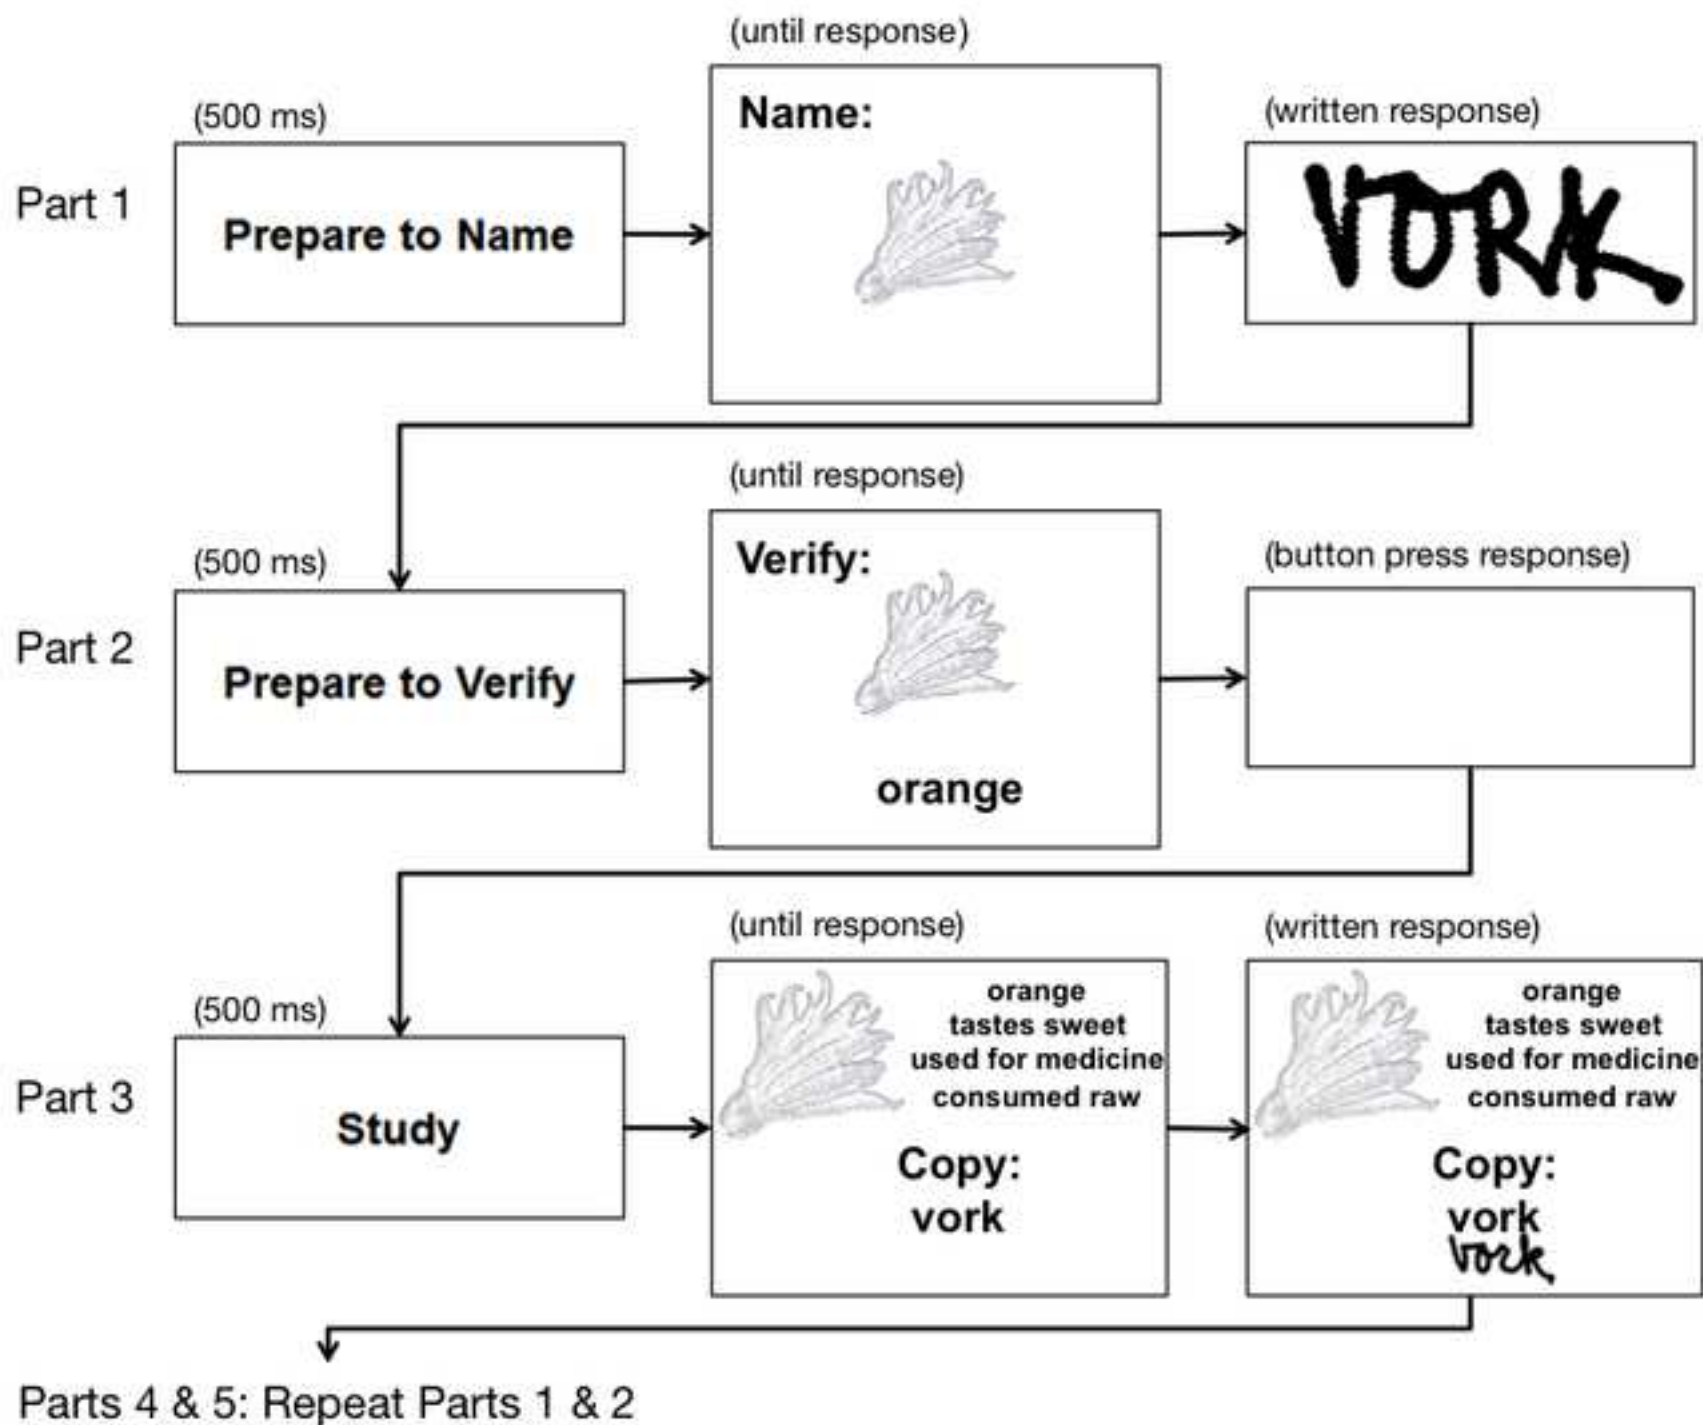 (until response)
(500 ms)
Name:
(written response)
Part 1
Prepare to Name
VORK
(until response)
(500 ms)
Verify:
(button press response)
Part 2
Prepare to Verify
orange
(until response)
(written response)
(500 ms)
Part 3
Study
orange
tastes sweet
used for medicine
consumed raw
Copy:
vork
orange
tastes sweet
used for medicine
consumed raw
Copy:
vork
vork
Parts 4 & 5: Repeat Parts 1 & 2